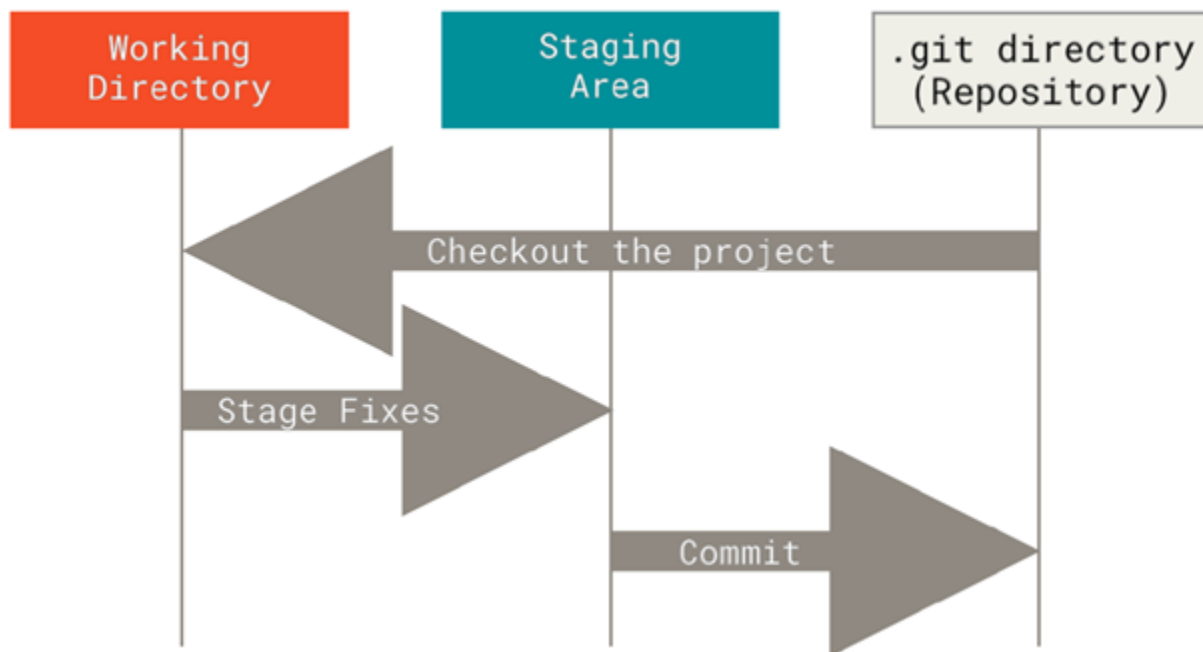 Working
Directory
Staging
Area
.git directory
(Repository)
Checkout the project
Stage Fixes
Commit